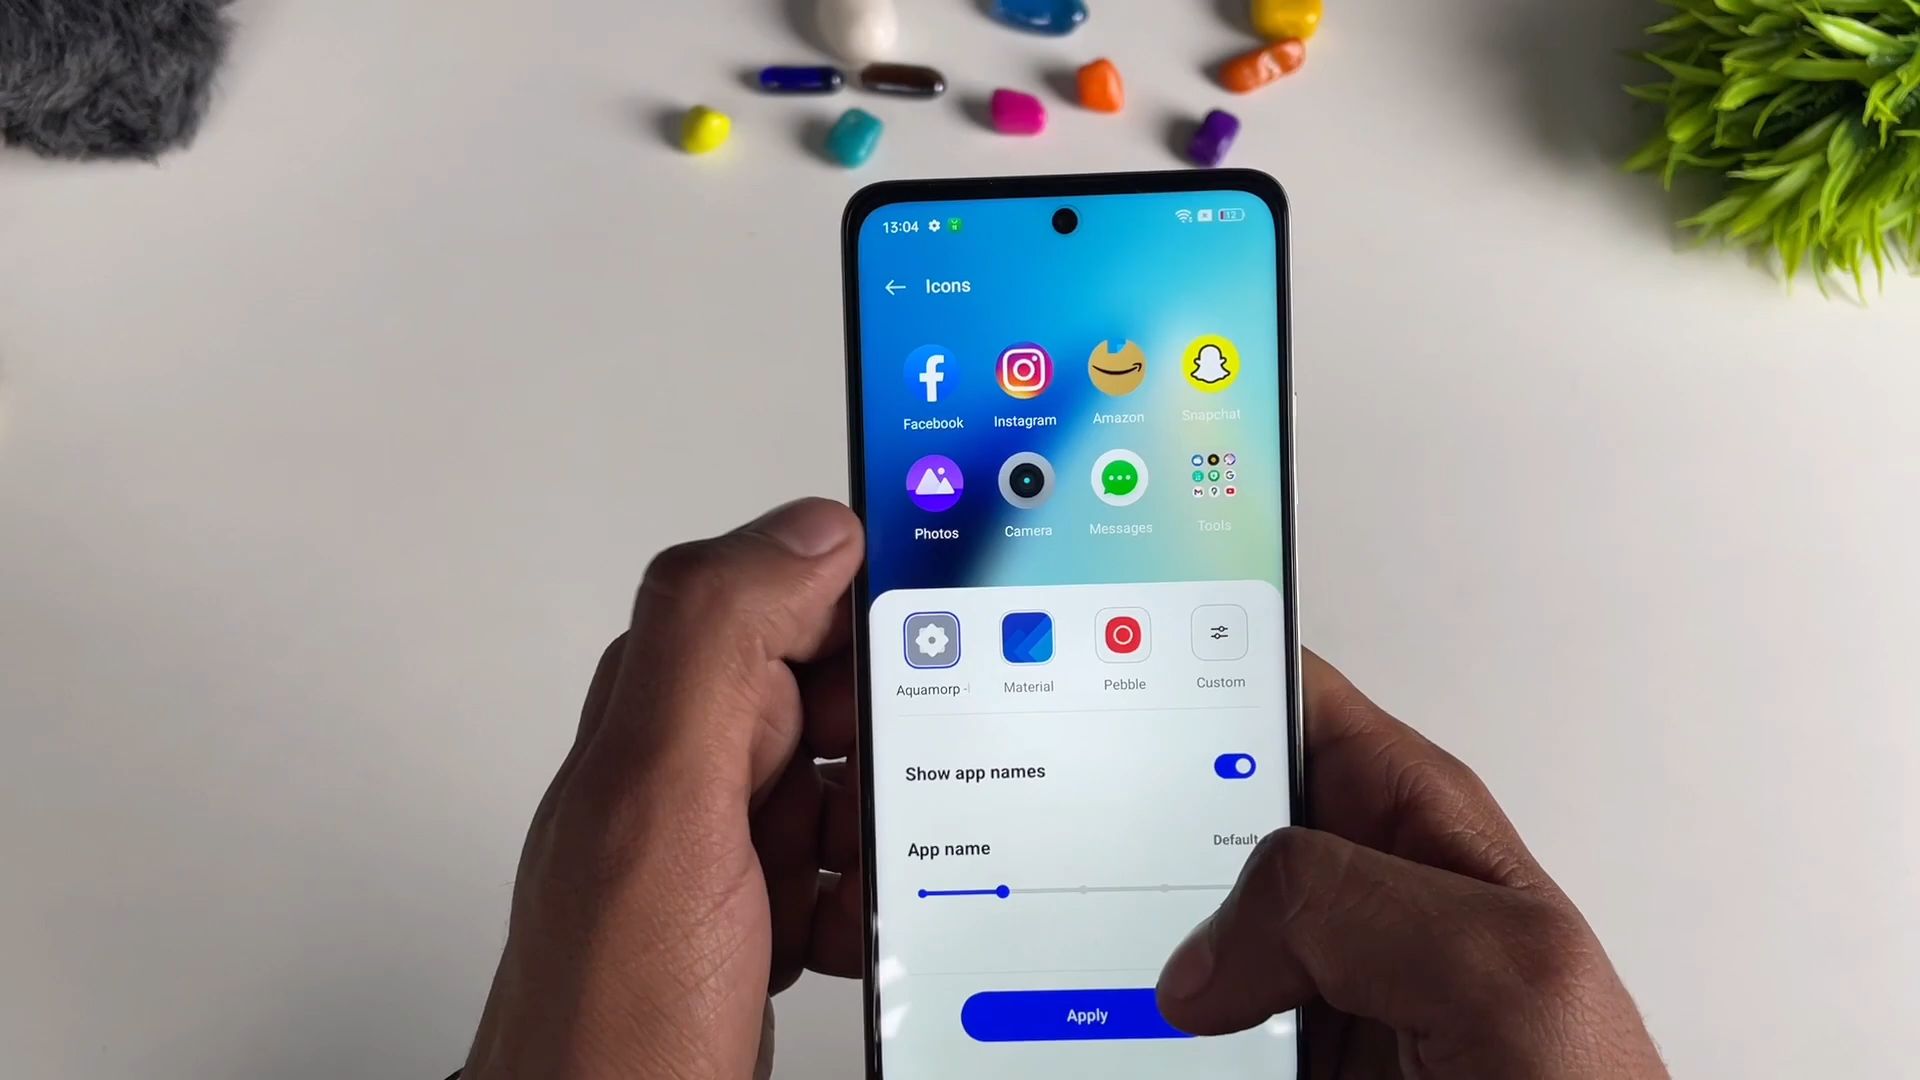 13:04
12
Icons
Facebook Instagram Amazon Snapchat
Photos Camera Messages Tools
Aquamorp Material Pebble Custom
Show app names
App name Default
Apply